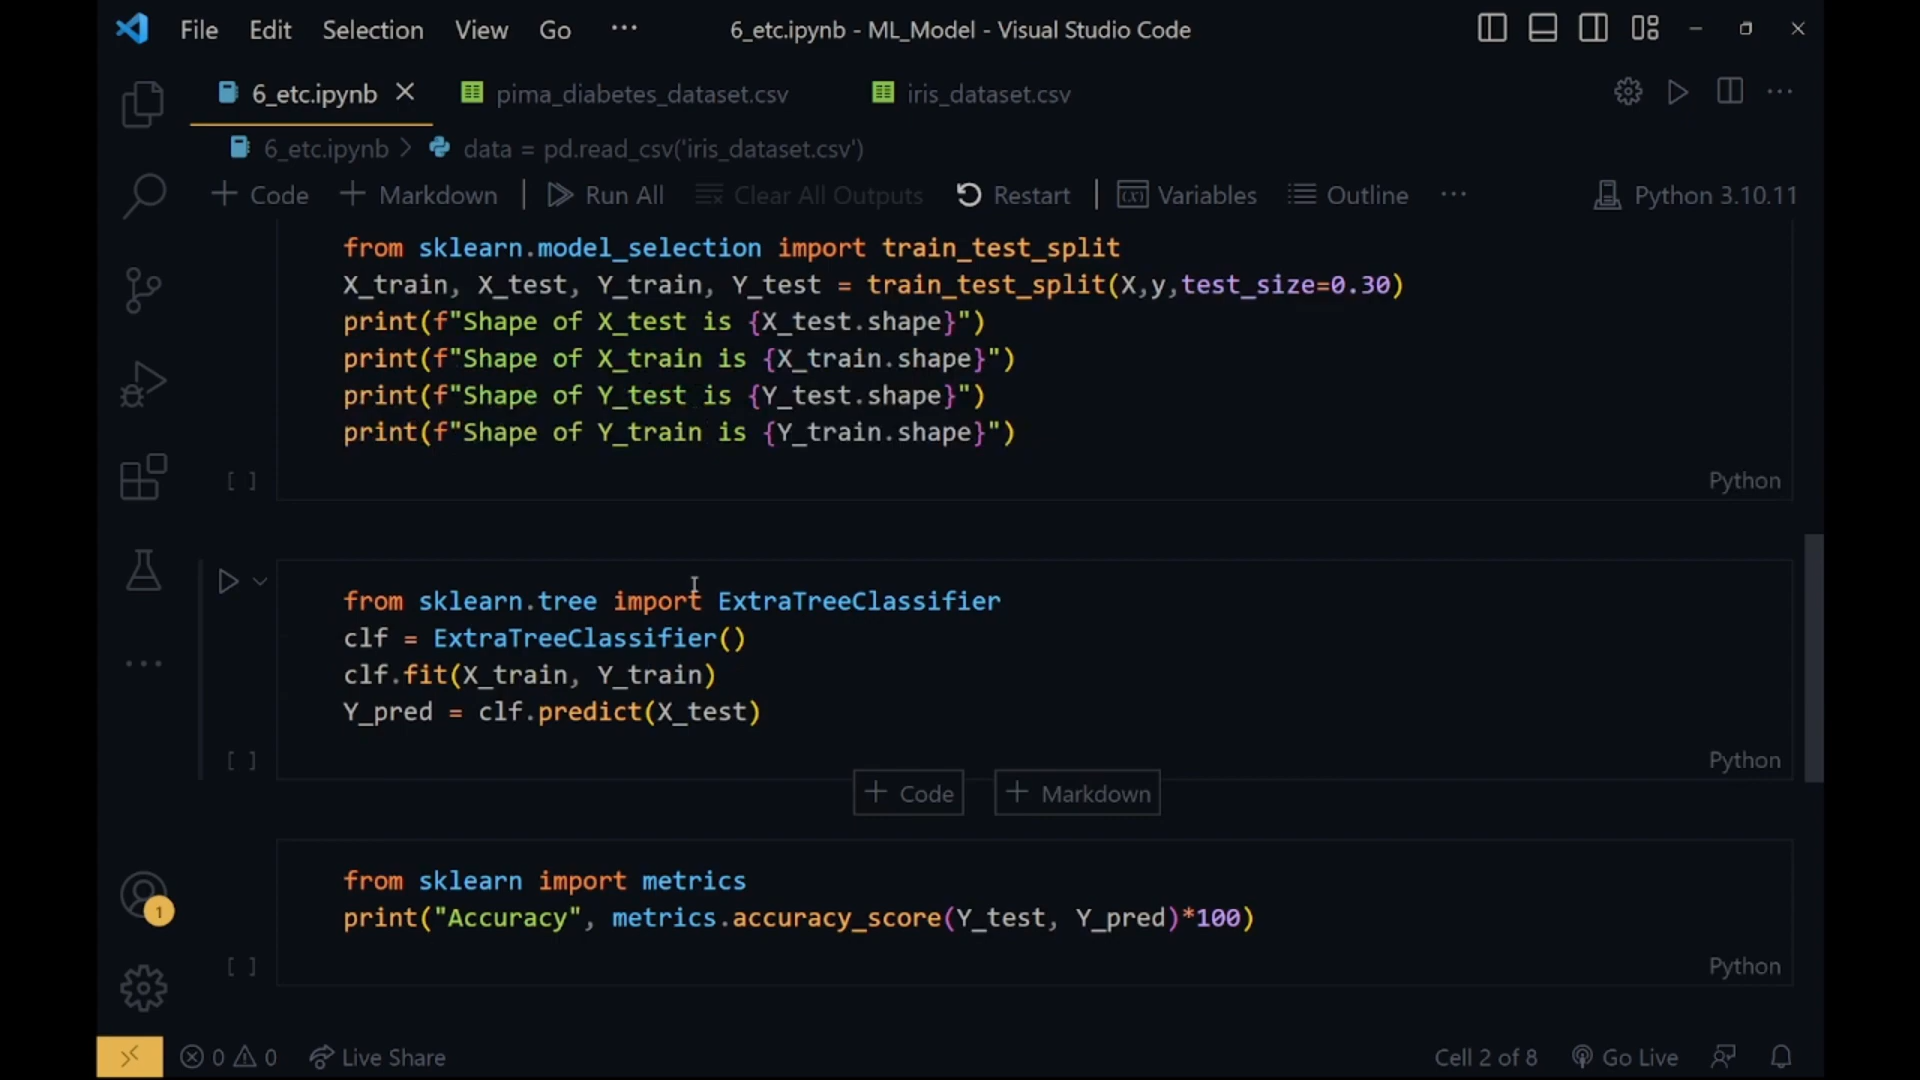 File Edit Selection View Go ··· 6_etc.ipynb - ML_Model - Visual Studio Code
6_etc.ipynb pima_diabetes_dataset.csv iris_dataset.csv
6_etc.ipynb > data = pd.read_csv('iris_dataset.csv')
+ Code + Markdown | Run All Clear All Outputs Restart | Variables Outline ··· Python 3.10.11
from sklearn.model_selection import train_test_split
X_train, X_test, Y_train, Y_test = train_test_split(X,y,test_size=0.30)
print(f"Shape of X_test is {X_test.shape}")
print(f"Shape of X_train is {X_train.shape}")
print(f"Shape of Y_test is {Y_test.shape}")
print(f"Shape of Y_train is {Y_train.shape}")
[ ] Python
from sklearn.tree import ExtraTreeClassifier
clf = ExtraTreeClassifier()
clf.fit(X_train, Y_train)
Y_pred = clf.predict(X_test)
[ ] Python
+ Code + Markdown
from sklearn import metrics
print("Accuracy", metrics.accuracy_score(Y_test, Y_pred)*100)
1
[ ] Python
0 0 Live Share Cell 2 of 8 Go Live